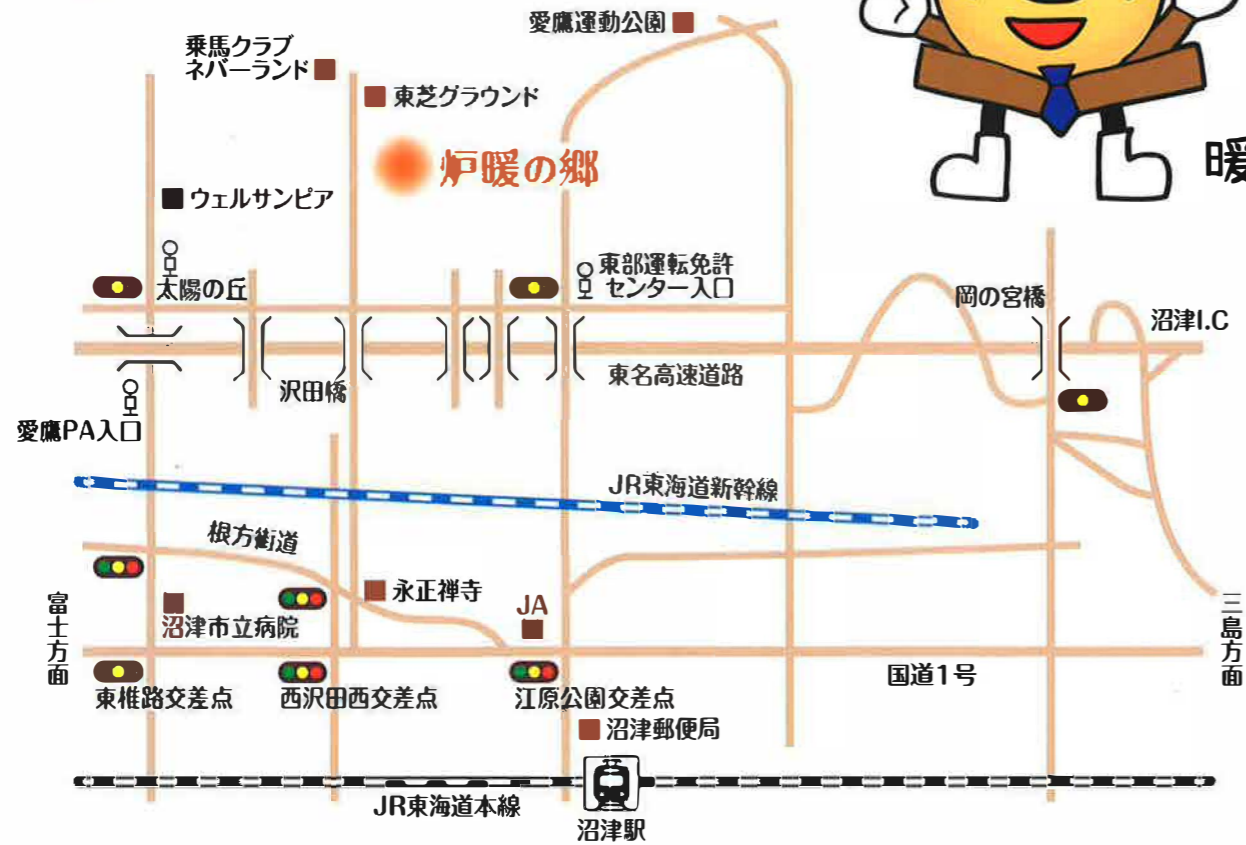 愛鷹運動公園
乗馬クラブ
ネバーランド
東芝グラウンド
炉暖の郷
暖
ウェルサンピア
太陽の丘
東部運転免許
センター入口
岡の宮橋
沼津I.C
沢田橋
東名高速道路
愛鷹PA入口
JR東海道新幹線
根方街道
永正禅寺
JA
富士方面
沼津市立病院
三島方面
国道1号
東椎路交差点
西沢田西交差点
江原公園交差点
沼津郵便局
JR東海道本線
沼津駅